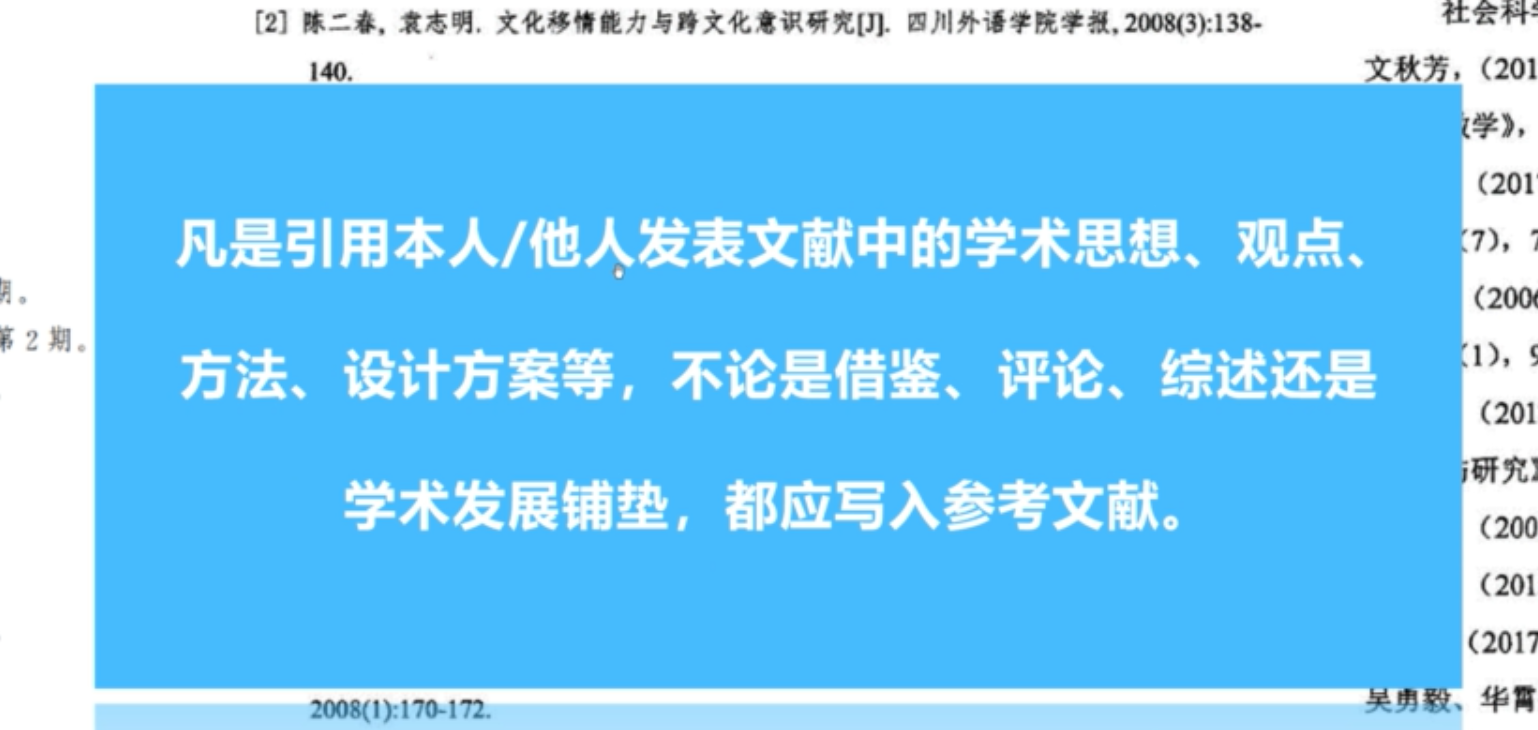 [2] 陈二春, 袁志明. 文化移情能力与跨文化意识研究[J]. 四川外语学院学报, 2008(3):138-
140.
社会科学
文秋芳,（201
学》,
（201
凡是引用本人/他人发表文献中的学术思想、观点、
（7），7
期。
（2006
第 2 期。
（1），9
方法、设计方案等，不论是借鉴、评论、综述还是
（201
与研究》
学术发展铺垫，都应写入参考文献。
（200
（201
（2017
2008(1):170-172.
吴勇毅、华霄